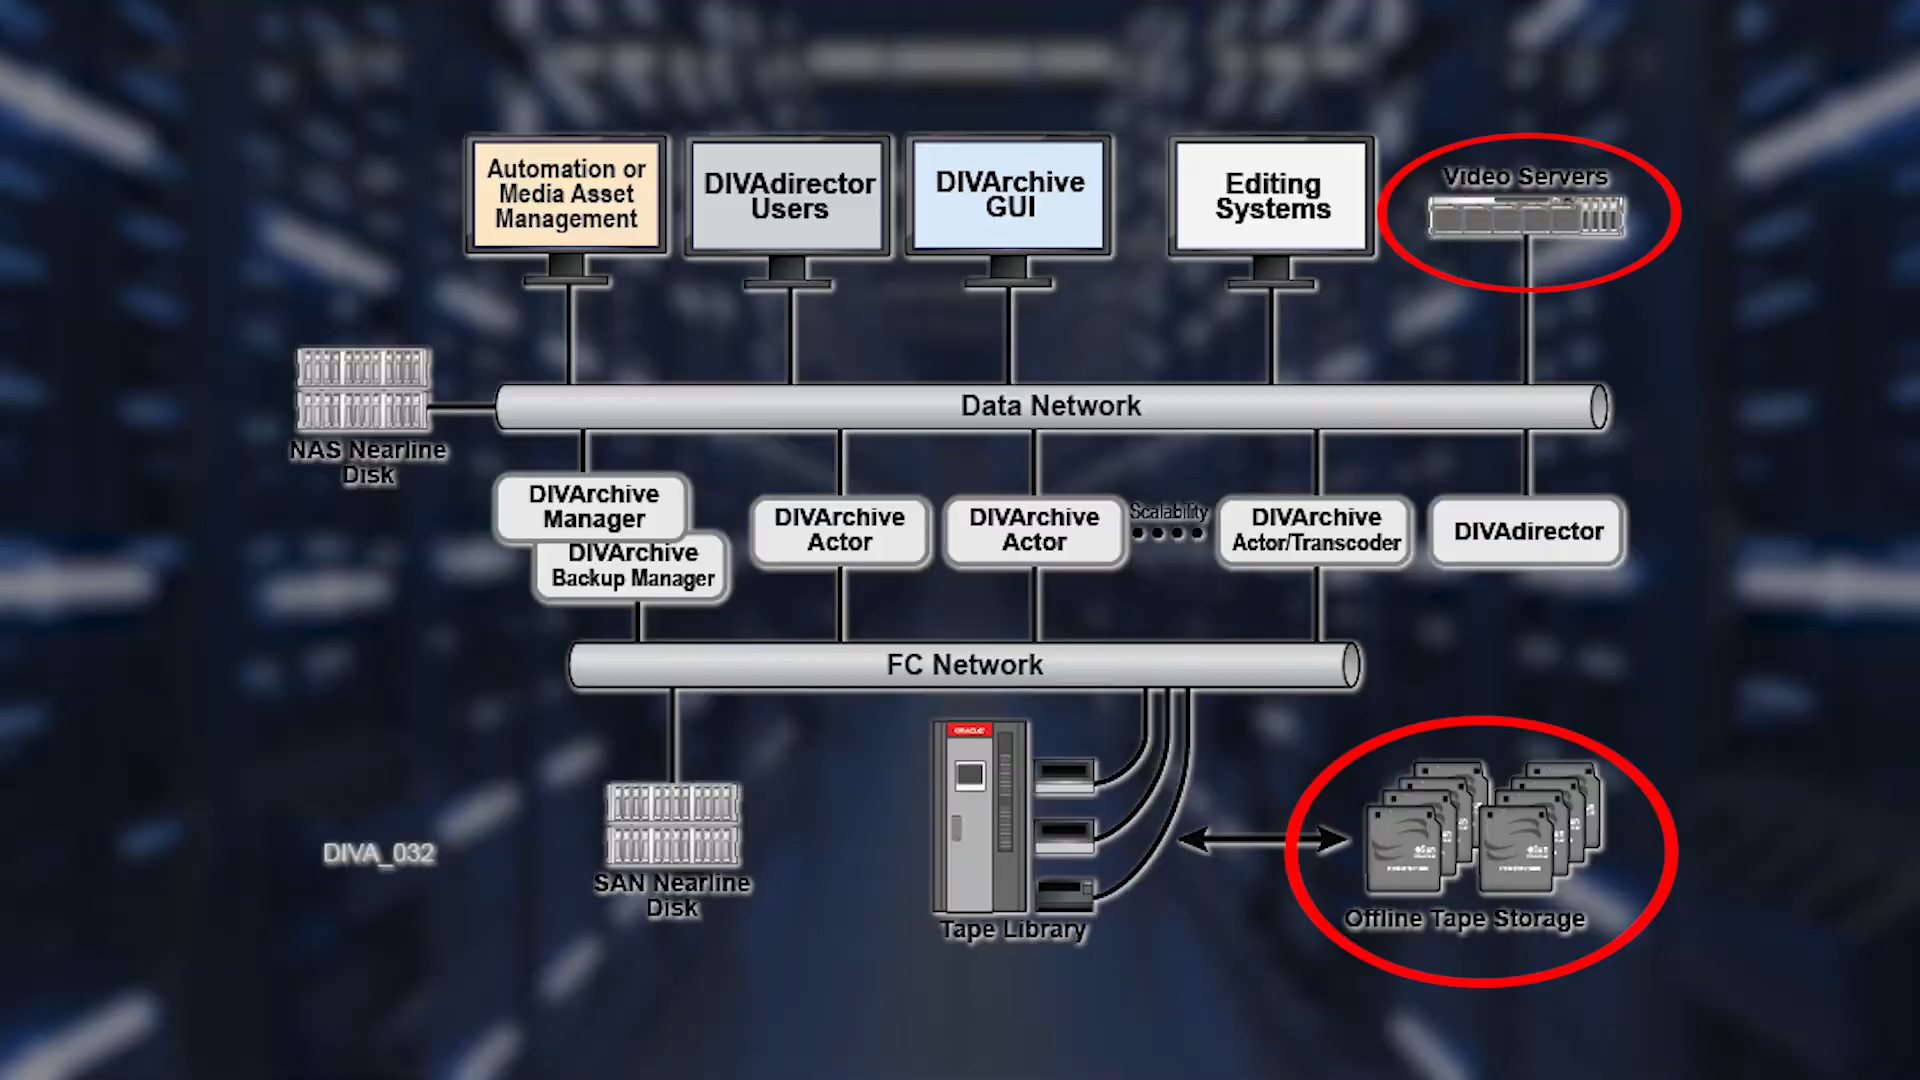 Automation or
Media Asset
Management
DIVAdirector
Users
DIVArchive
GUI
Editing
Systems
Video Servers
Data Network
NAS Nearline
Disk
DIVArchive
Manager
DIVArchive
Backup Manager
DIVArchive
Actor
DIVArchive
Actor
Scalability
DIVArchive
Actor/Transcoder
DIVAdirector
FC Network
ORACLE
DIVA_032
SAN Nearline
Disk
Tape Library
Offline Tape Storage